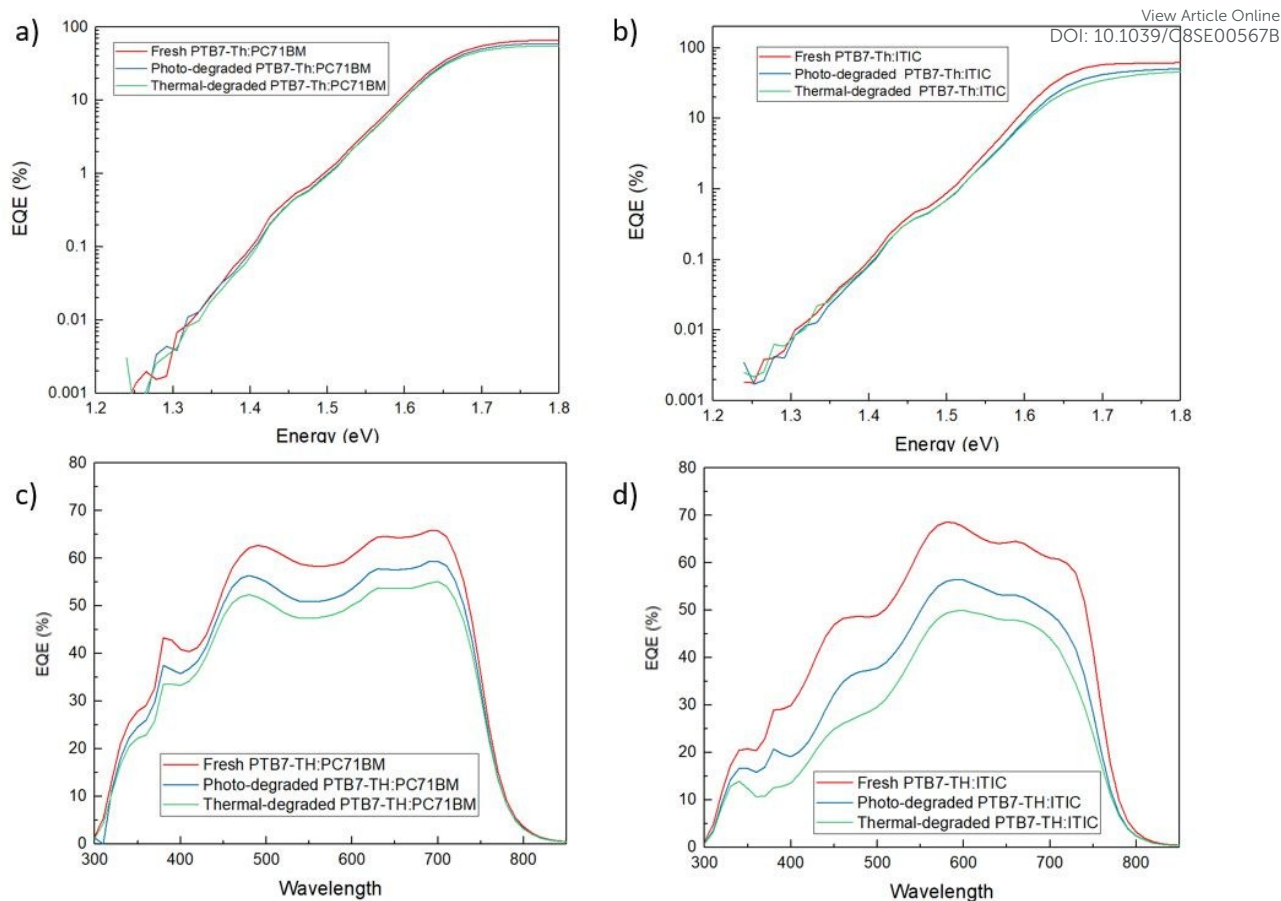 View Article Online
DOI: 10.1039/C8SE00567B
a)
Fresh PTB7-Th:PC71BM
Photo-degraded PTB7-Th:PC71BM
Thermal-degraded PTB7-Th:PC71BM
EQE (%)
100
10
1
0.1
0.01
0.001
1.2 1.3 1.4 1.5 1.6 1.7 1.8
Energy (eV)
b)
Fresh PTB7-Th:ITIC
Photo-degraded PTB7-Th:ITIC
Thermal-degraded PTB7-Th:ITIC
EQE (%)
100
10
1
0.1
0.01
0.001
1.2 1.3 1.4 1.5 1.6 1.7 1.8
Energy (eV)
c)
EQE (%)
80
70
60
50
40
30
20
10
0
Fresh PTB7-TH:PC71BM
Photo-degraded PTB7-TH:PC71BM
Thermal-degraded PTB7-TH:PC71BM
300 400 500 600 700 800
Wavelength
d)
EQE (%)
80
70
60
50
40
30
20
10
0
Fresh PTB7-TH:ITIC
Photo-degraded PTB7-TH:ITIC
Thermal-degraded PTB7-TH:ITIC
300 400 500 600 700 800
Wavelength